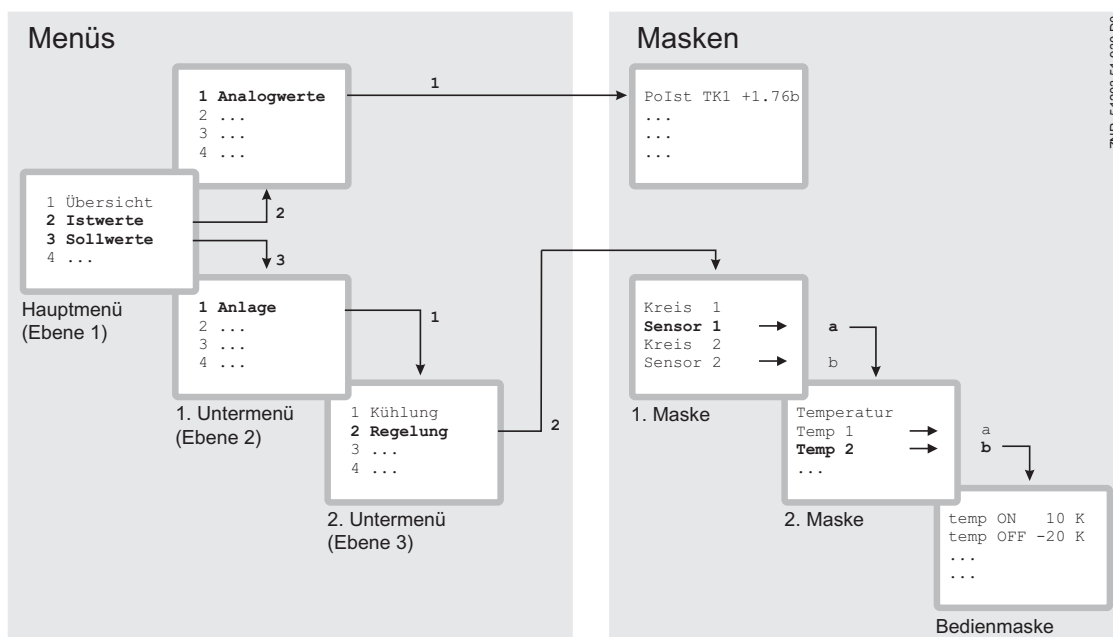 Menüs
1 Analogwerte
2 ...
3 ...
4 ...
1
1 Übersicht
2 Istwerte
3 Sollwerte
4 ...
2
3
Hauptmenü
(Ebene 1)
1 Anlage
2 ...
3 ...
4 ...
1
1. Untermenü
(Ebene 2)
1 Kühlung
2 Regelung
3 ...
4 ...
2
2. Untermenü
(Ebene 3)
Masken
PoIst TK1 +1.76b
...
...
...
Kreis 1
Sensor 1
Kreis 2
Sensor 2
a
b
1. Maske
Temperatur
Temp 1
Temp 2
...
a
b
2. Maske
temp ON 10 K
temp OFF -20 K
...
...
Bedienmaske